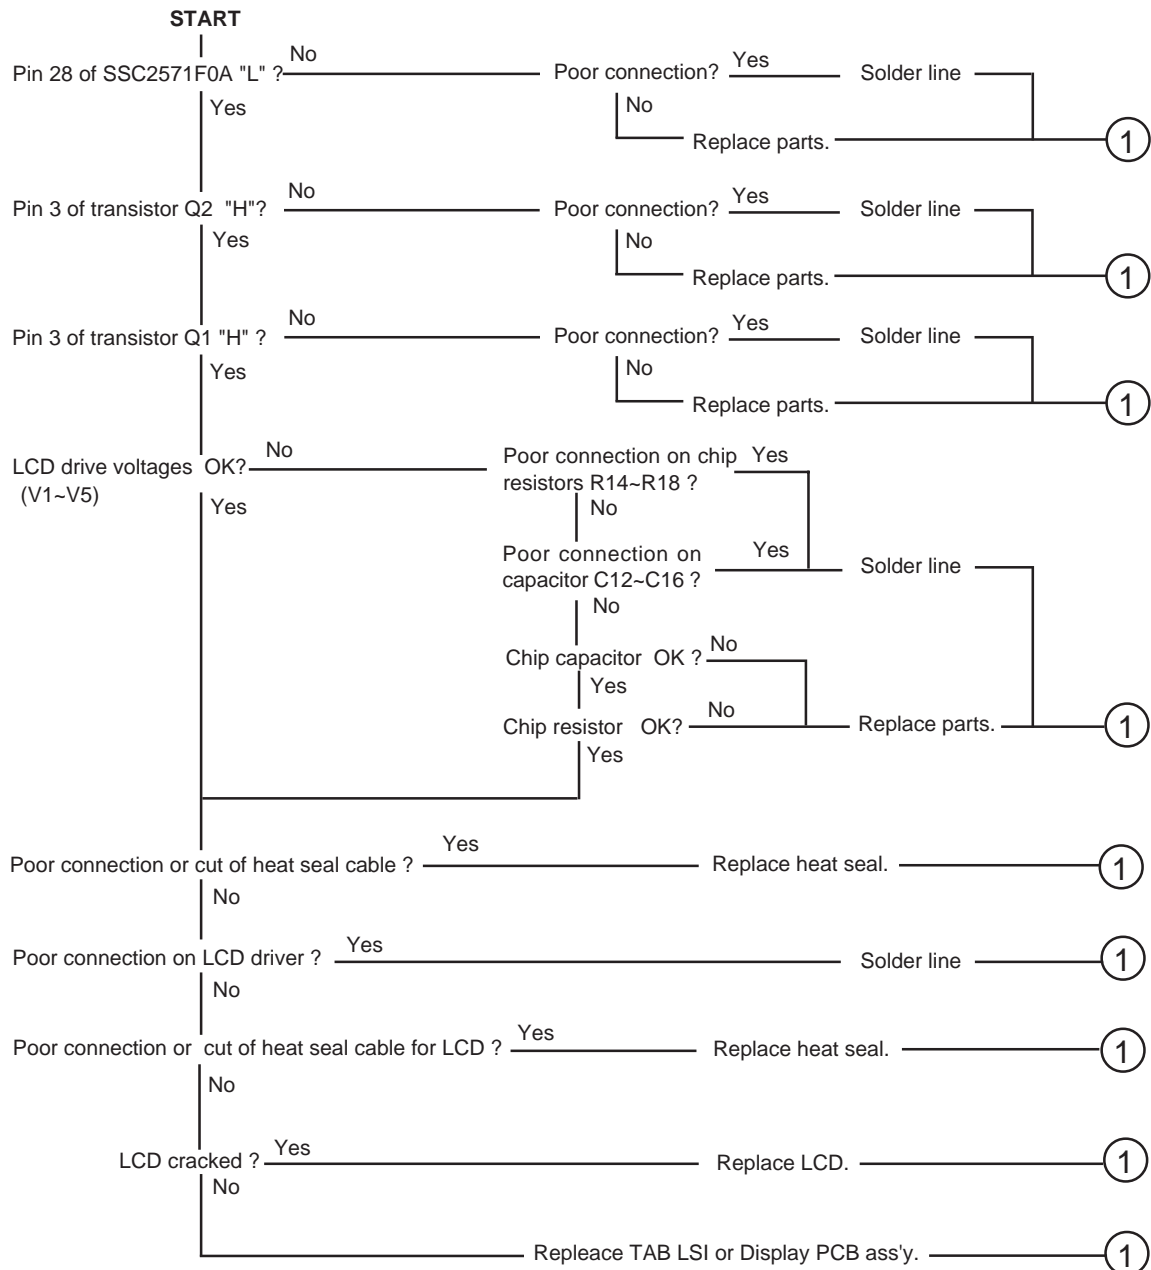 START
Pin 28 of SSC2571F0A "L" ? No Poor connection? Yes Solder line
Yes No
Replace parts. 1
Pin 3 of transistor Q2 "H"? No Poor connection? Yes Solder line
Yes No
Replace parts. 1
Pin 3 of transistor Q1 "H" ? No Poor connection? Yes Solder line
Yes No
Replace parts. 1
LCD drive voltages OK? No Poor connection on chip Yes
(V1~V5) resistors R14~R18 ?
Yes No
Poor connection on Yes
capacitor C12~C16 ? Solder line
No
Chip capacitor OK ? No
Yes
Chip resistor OK? No Replace parts. 1
Yes
Poor connection or cut of heat seal cable ? Yes Replace heat seal. 1
No
Poor connection on LCD driver ? Yes Solder line 1
No
Poor connection or cut of heat seal cable for LCD ? Yes Replace heat seal. 1
No
LCD cracked ? Yes Replace LCD. 1
No
Repleace TAB LSI or Display PCB ass'y. 1